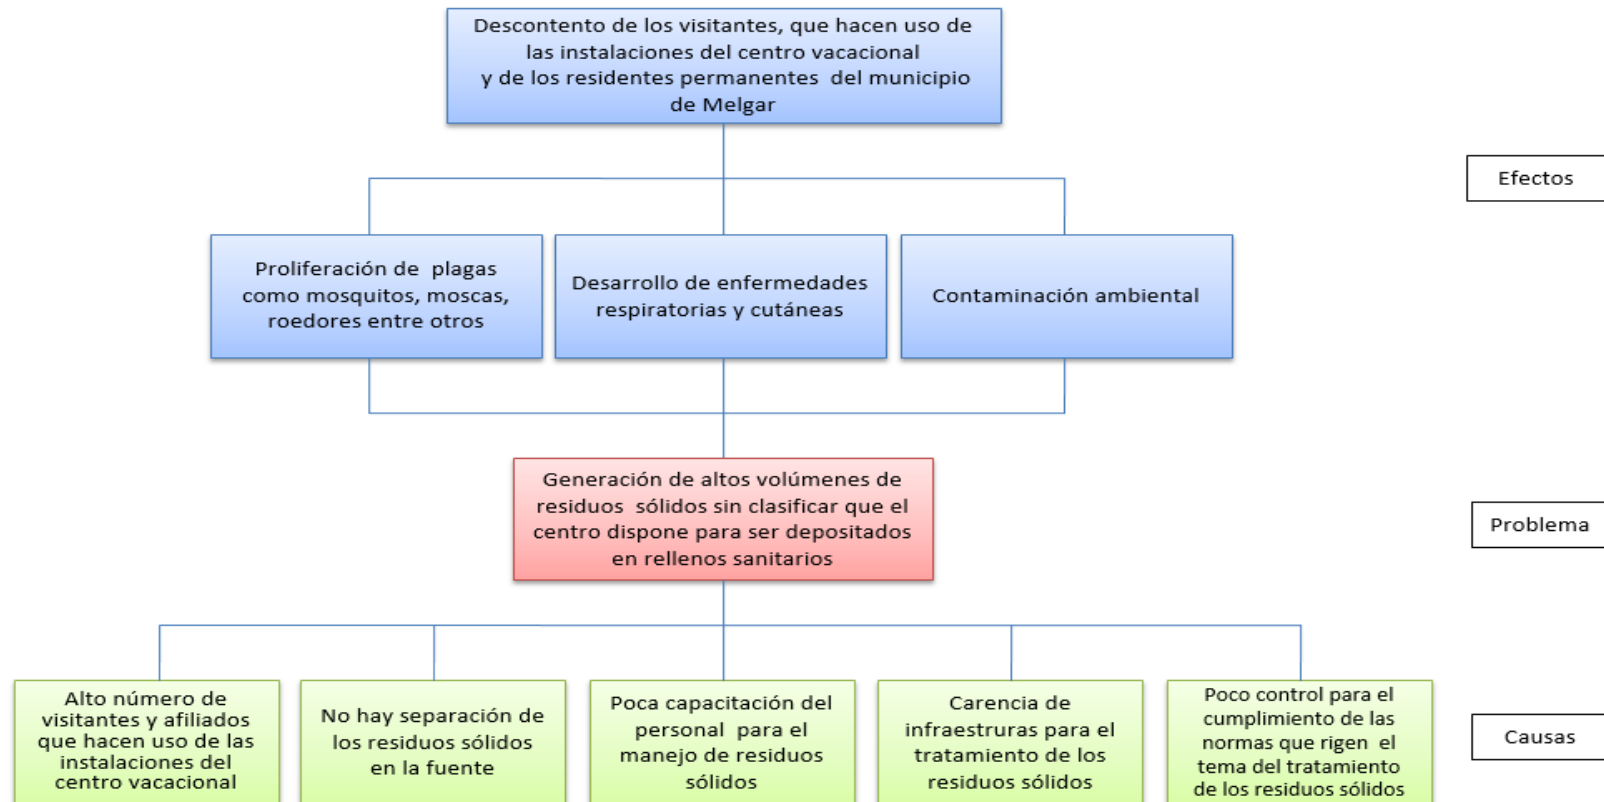 Descontento de los visitantes, que hacen uso de
las instalaciones del centro vacacional
y de los residentes permanentes del municipio
de Melgar
Efectos
Proliferación de plagas
como mosquitos, moscas,
roedores entre otros
Desarrollo de enfermedades
respiratorias y cutáneas
Contaminación ambiental
Generación de altos volúmenes de
residuos sólidos sin clasificar que el
centro dispone para ser depositados
en rellenos sanitarios
Problema
Alto número de
visitantes y afiliados
que hacen uso de las
instalaciones del
centro vacacional
No hay separación de
los residuos sólidos
en la fuente
Poca capacitación del
personal para el
manejo de residuos
sólidos
Carencia de
infraestruras para el
tratamiento de los
residuos sólidos
Poco control para el
cumplimiento de las
normas que rigen el
tema del tratamiento
de los residuos sólidos
Causas